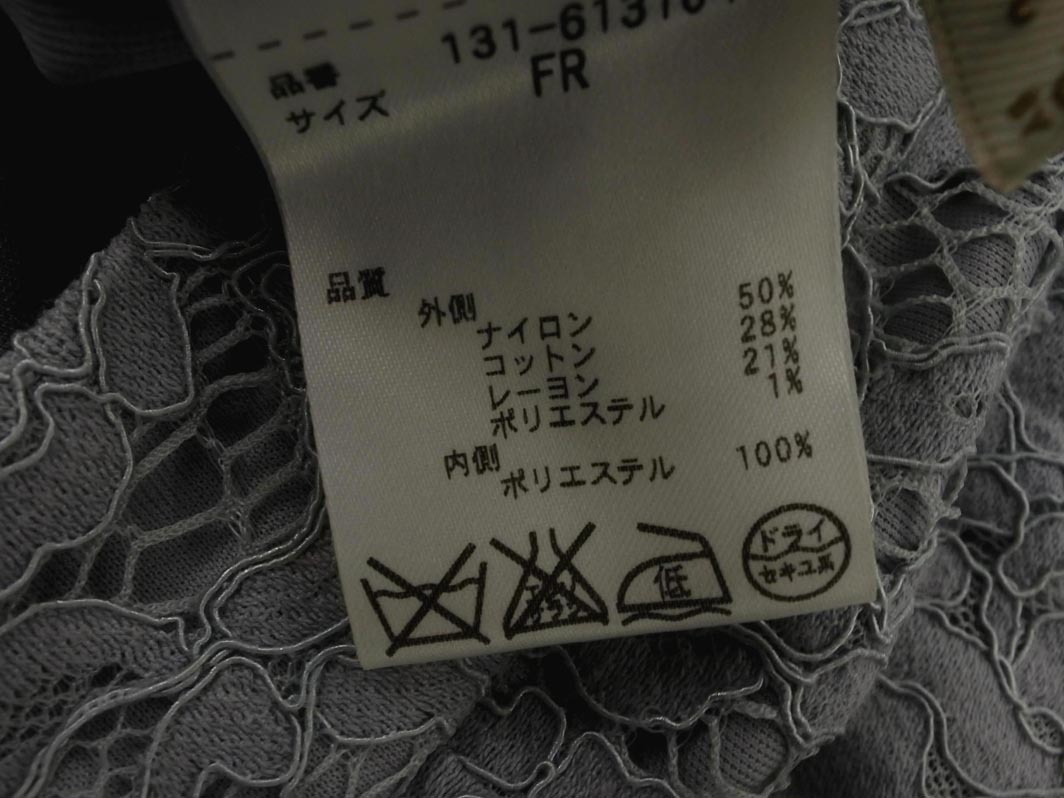 品番
サイズ FR
品質
外側
ナイロン 50%
コットン 28%
レーヨン 21%
ポリエステル 1%
内側
ポリエステル 100%
低
ドライ
セキユ系